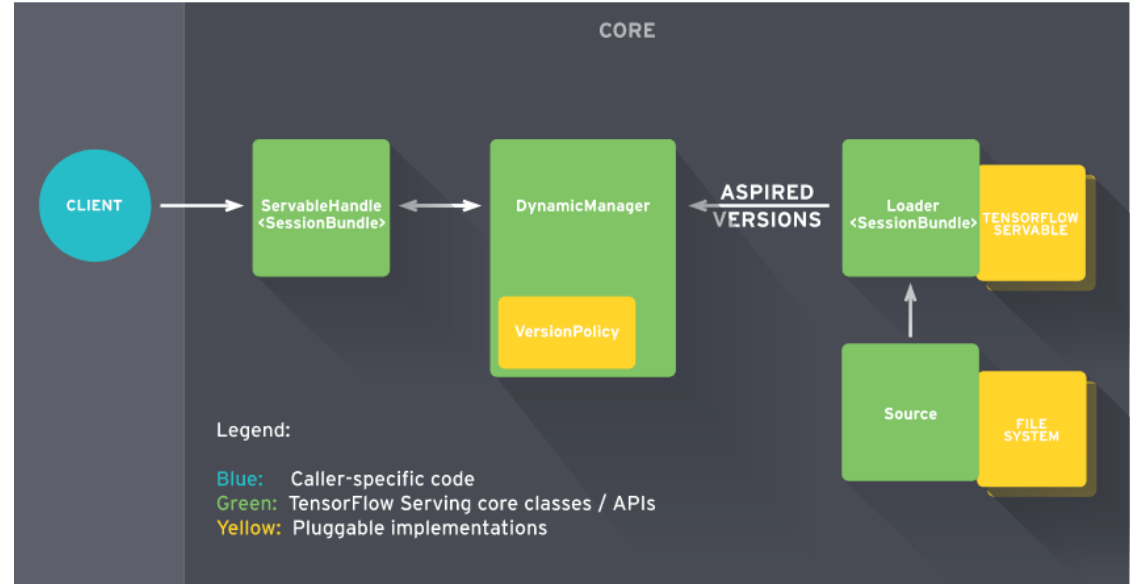 CORE
CLIENT
ServableHandle
<SessionBundle>
DynamicManager
VersionPolicy
ASPIRED
VERSIONS
Loader
<SessionBundle>
TENSORFLOW
SERVABLE
Source
FILE
SYSTEM
Legend:
Blue: Caller-specific code
Green: TensorFlow Serving core classes / APIs
Yellow: Pluggable implementations